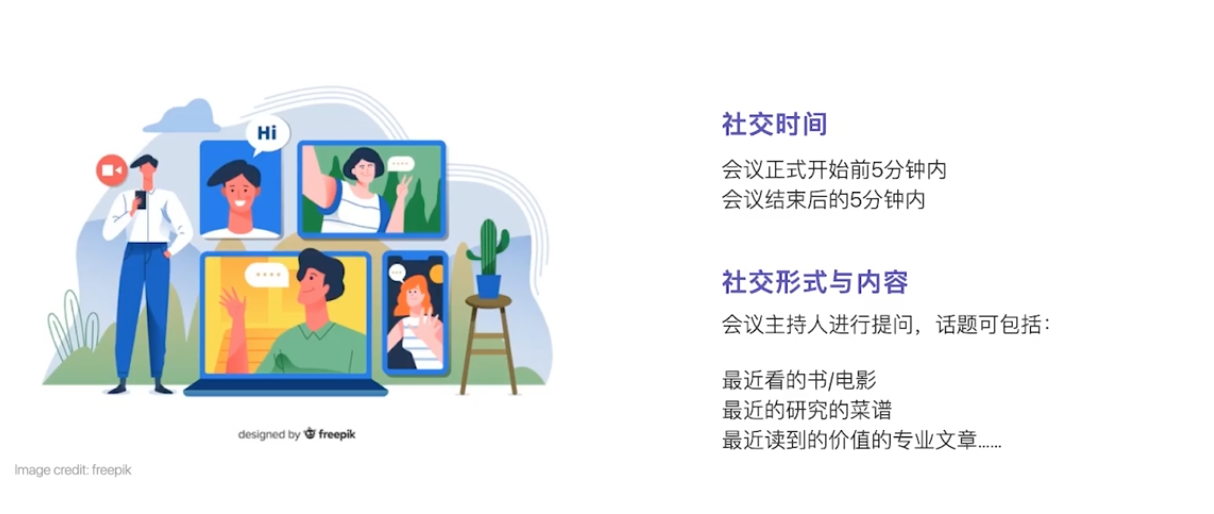 Hi
designed by freepik
Image credit: freepik
社交时间
会议正式开始前5分钟内
会议结束后的5分钟内
社交形式与内容
会议主持人进行提问，话题可包括：
最近看的书/电影
最近的研究的菜谱
最近读到的价值的专业文章……